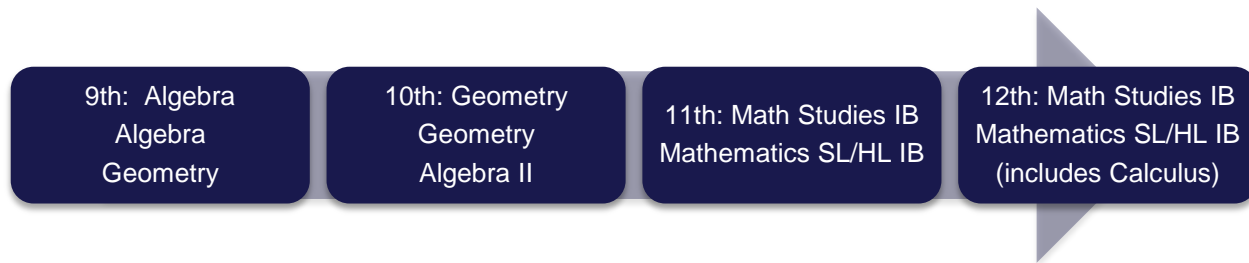 9th:  Algebra
Algebra
Geometry
10th: Geometry
Geometry
Algebra II
11th: Math Studies IB
Mathematics SL/HL IB
12th: Math Studies IB
Mathematics SL/HL IB
(includes Calculus)